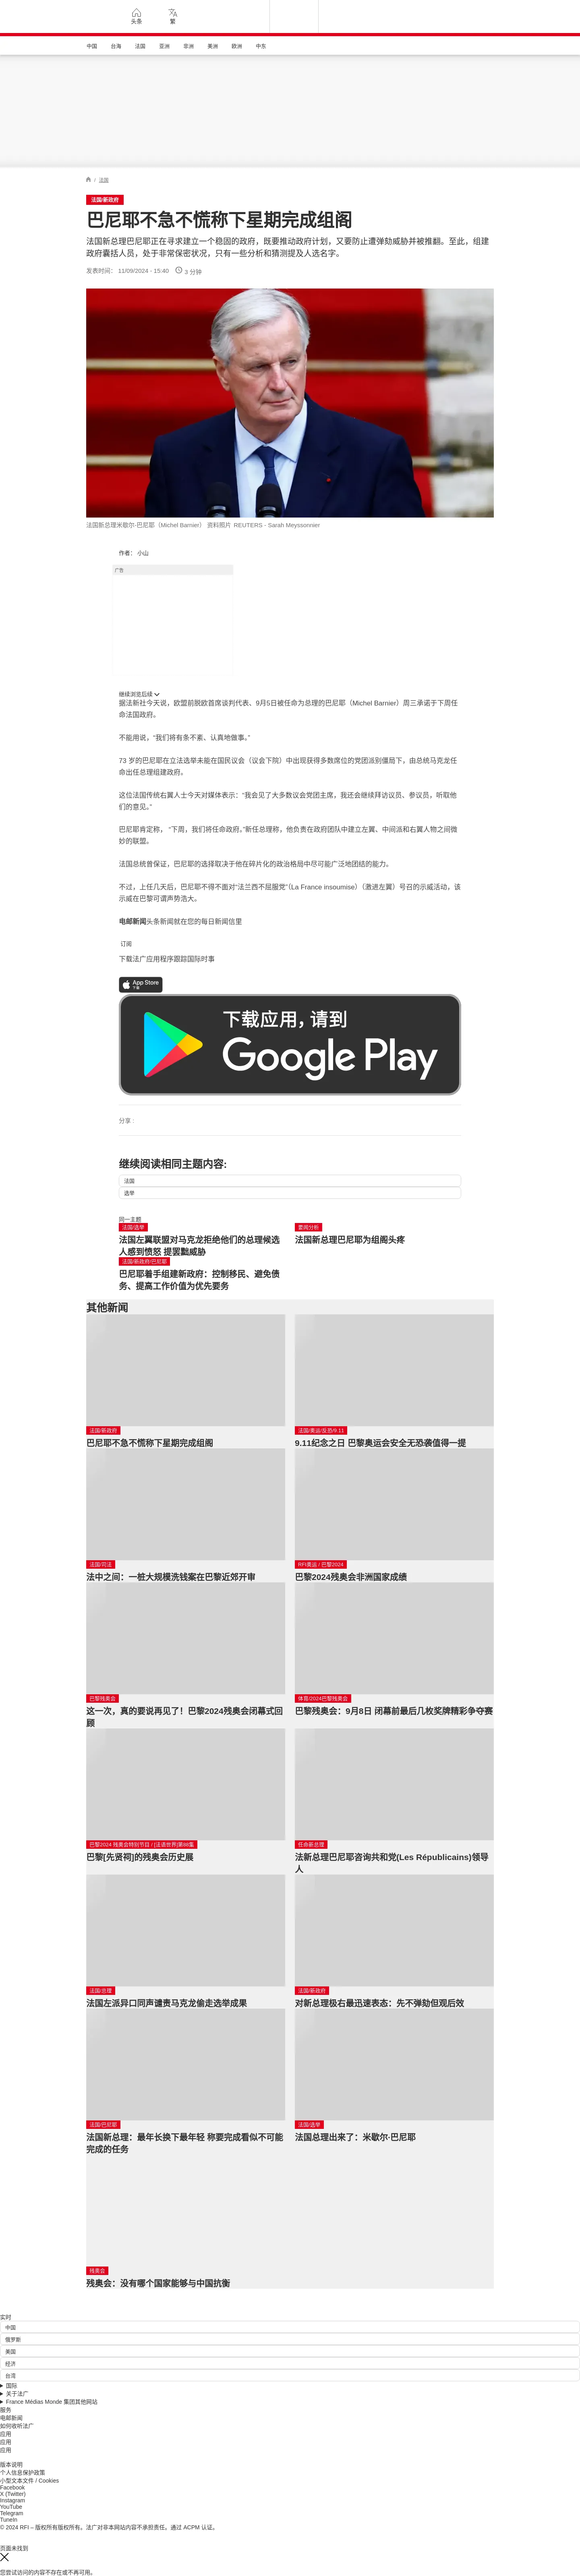 头条
繁
中国
台海
法国
亚洲
非洲
美洲
欧洲
中东
法国
法国/新政府
巴尼耶不急不慌称下星期完成组阁
法国新总理巴尼耶正在寻求建立一个稳固的政府，既要推动政府计划，又要防止遭弹劾威胁并被推翻。至此，组建
政府囊括人员，处于非常保密状况，只有一些分析和猜测提及人选名字。
发表时间： 11/09/2024 - 15:40
3 分钟
法国新总理米歇尔-巴尼耶（Michel Barnier） 资料照片 REUTERS - Sarah Meyssonnier
作者： 小山
广告
继续浏览后续
据法新社今天说，欧盟前脱欧首席谈判代表、9月5日被任命为总理的巴尼耶（Michel Barnier）周三承诺于下周任
命法国政府。
不能用说，“我们将有条不紊、认真地做事。”
73 岁的巴尼耶在立法选举未能在国民议会（议会下院）中出现获得多数席位的党团派别僵局下，由总统马克龙任
命出任总理组建政府。
这位法国传统右翼人士今天对媒体表示：“我会见了大多数议会党团主席，我还会继续拜访议员、参议员，听取他
们的意见。”
巴尼耶肯定称， “下周，我们将任命政府。”新任总理称，他负责在政府团队中建立左翼、中间派和右翼人物之间微
妙的联盟。
法国总统曾保证，巴尼耶的选择取决于他在碎片化的政治格局中尽可能广泛地团结的能力。
不过，上任几天后，巴尼耶不得不面对“法兰西不屈服党”（La France insoumise）（激进左翼）号召的示威活动，该
示威在巴黎可谓声势浩大。
电邮新闻头条新闻就在您的每日新闻信里
订阅
下载法广应用程序跟踪国际时事
App Store
下载
下载应用，请到
Google Play
分享 :
继续阅读相同主题内容:
法国
选举
同一主题
法国/选举
法国左翼联盟对马克龙拒绝他们的总理候选
人感到愤怒 提罢黜威胁
要闻分析
法国新总理巴尼耶为组阁头疼
法国/新政府/巴尼耶
巴尼耶着手组建新政府：控制移民、避免债
务、提高工作价值为优先要务
其他新闻
法国/新政府
巴尼耶不急不慌称下星期完成组阁
法国/奥运/反恐/9.11
9.11纪念之日 巴黎奥运会安全无恐袭值得一提
法国/司法
法中之间：一桩大规模洗钱案在巴黎近郊开审
RFI奥运 / 巴黎2024
巴黎2024残奥会非洲国家成绩
巴黎残奥会
这一次，真的要说再见了！巴黎2024残奥会闭幕式回
顾
体育/2024巴黎残奥会
巴黎残奥会：9月8日 闭幕前最后几枚奖牌精彩争夺赛
巴黎2024 残奥会特别节目 / [法语世界]第86集
巴黎[先贤祠]的残奥会历史展
任命新总理
法新总理巴尼耶咨询共和党(Les Républicains)领导
人
法国/总理
法国左派异口同声谴责马克龙偷走选举成果
法国/新政府
对新总理极右最迅速表态：先不弹劾但观后效
法国/巴尼耶
法国新总理：最年长换下最年轻 称要完成看似不可能
完成的任务
法国/选举
法国总理出来了：米歇尔·巴尼耶
残奥会
残奥会：没有哪个国家能够与中国抗衡
实时
中国
俄罗斯
美国
经济
台湾
国际
关于法广
France Médias Monde 集团其他网站
服务
电邮新闻
如何收听法广
应用
应用
应用
版本说明
个人信息保护政策
小型文本文件 / Cookies
Facebook
X (Twitter)
Instagram
YouTube
Telegram
TuneIn
© 2024 RFI – 版权所有版权所有。法广对非本网站内容不承担责任。通过 ACPM 认证。
页面未找到
您尝试访问的内容不存在或不再可用。